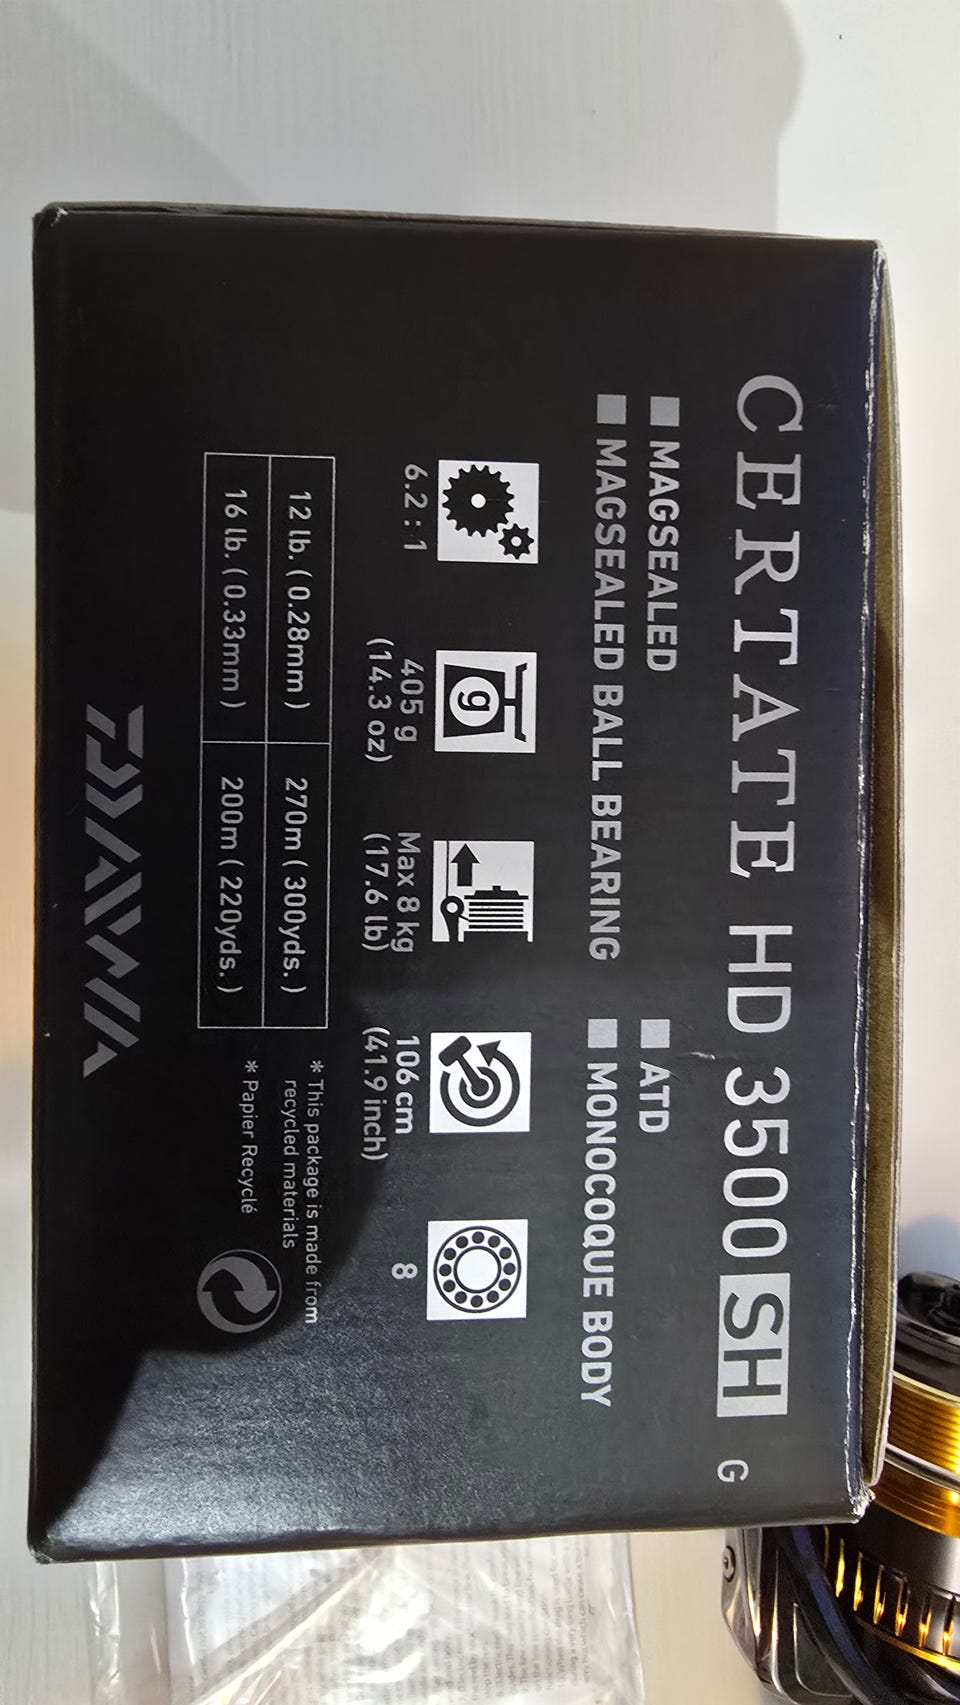 CERTATE HD 3500 SH G
■ MAGSEALED ■ ATD
■ MAGSEALED BALL BEARING ■ MONOCOQUE BODY
g
6.2 : 1 405 g Max 8 kg 106 cm 8
(14.3 oz) (17.6 lb) (41.9 inch)
12 lb. ( 0.28mm ) 270m ( 300yds. )
16 lb. ( 0.33mm ) 200m ( 220yds. )
* This package is made from
recycled materials
* Papier Recyclé
DAIWA